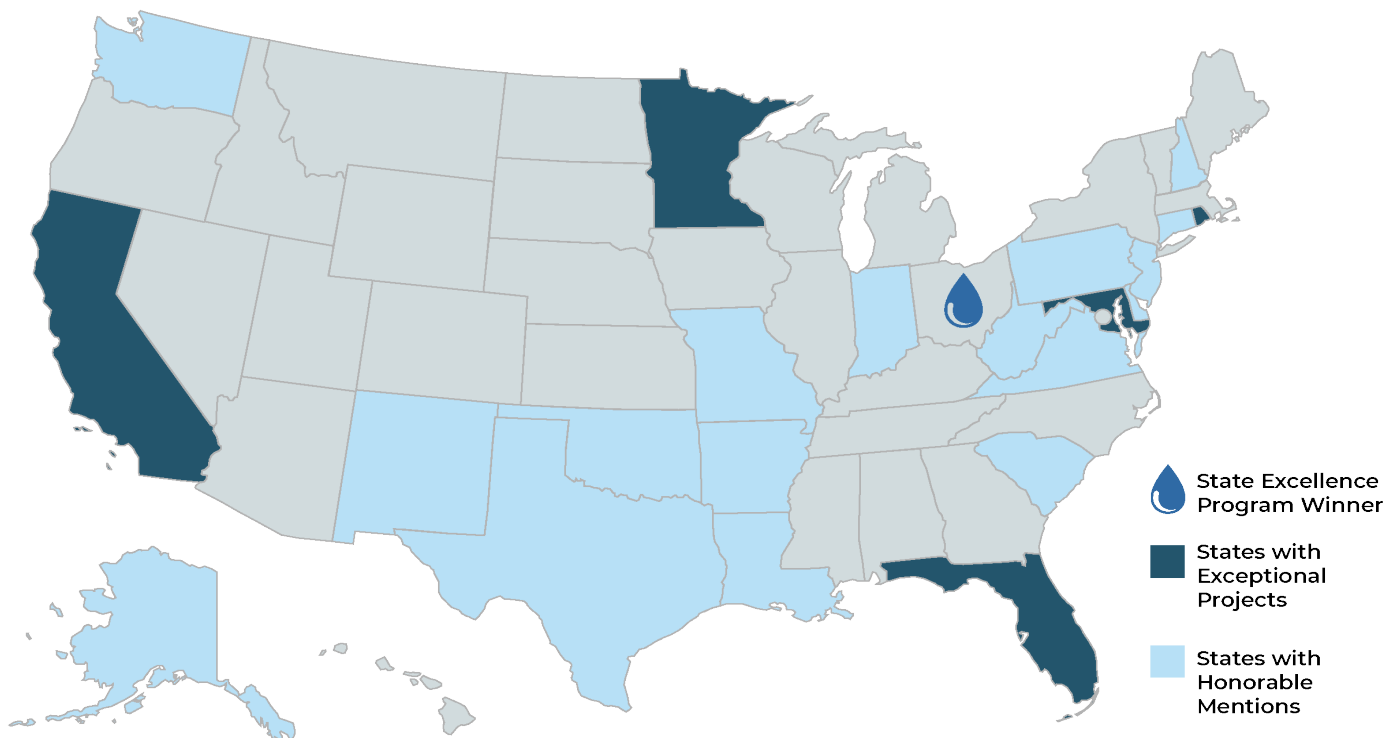 State Excellence
Program Winner
States with
Exceptional
Projects
States with
Honorable
Mentions